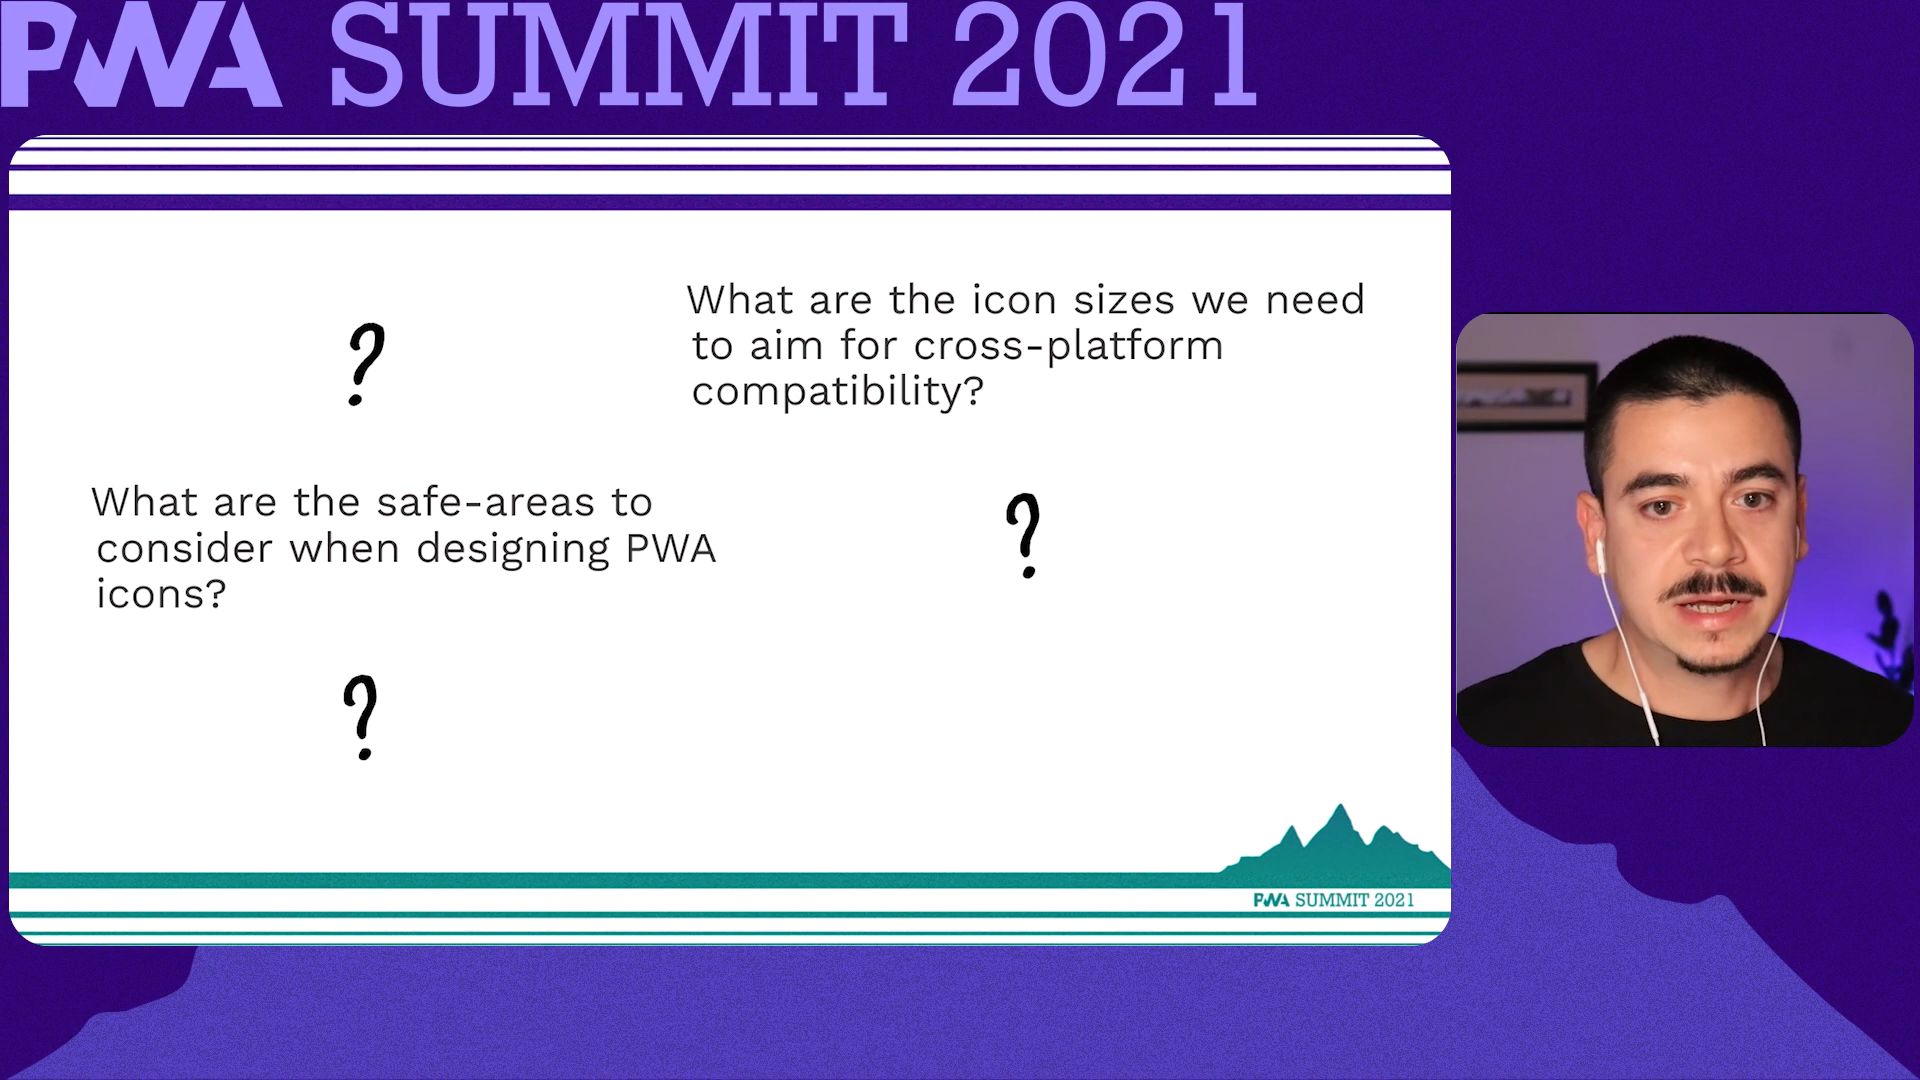 PWA SUMMIT 2021
?
What are the icon sizes we need
to aim for cross-platform
compatibility?
What are the safe-areas to
consider when designing PWA
icons?
?
?
PWA SUMMIT 2021